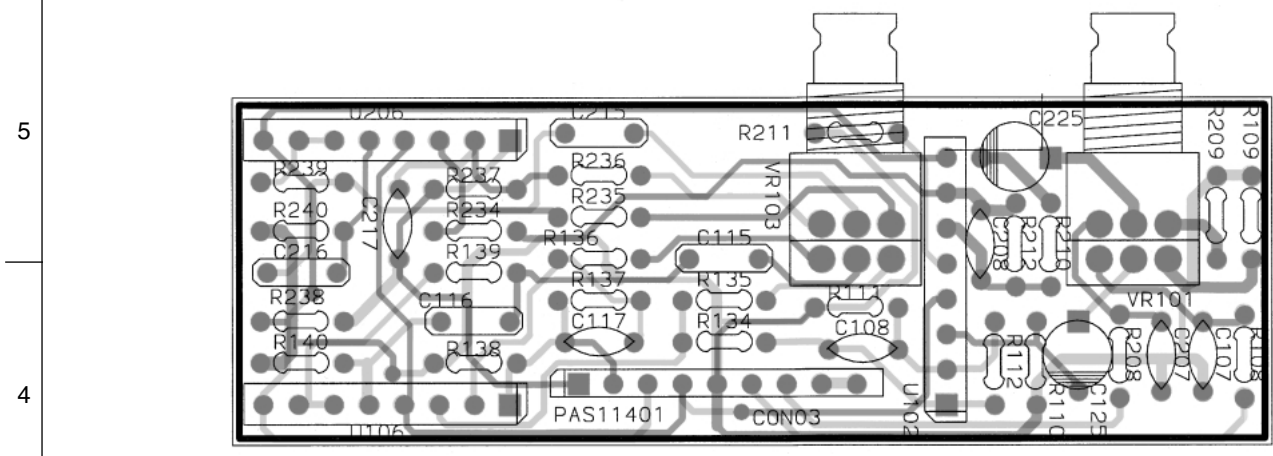 5
U206
C215
R211
C225
R209
R109
R239
R237
R236
VR103
R240
R234
R235
C217
R136
C216
R139
C115
C208
R212
R210
R238
C116
R137
R135
R111
VR101
C117
R134
C108
R140
R138
R112
R208
C207
C107
R108
4
PAS11401
CON03
U102
R110
C125
U106